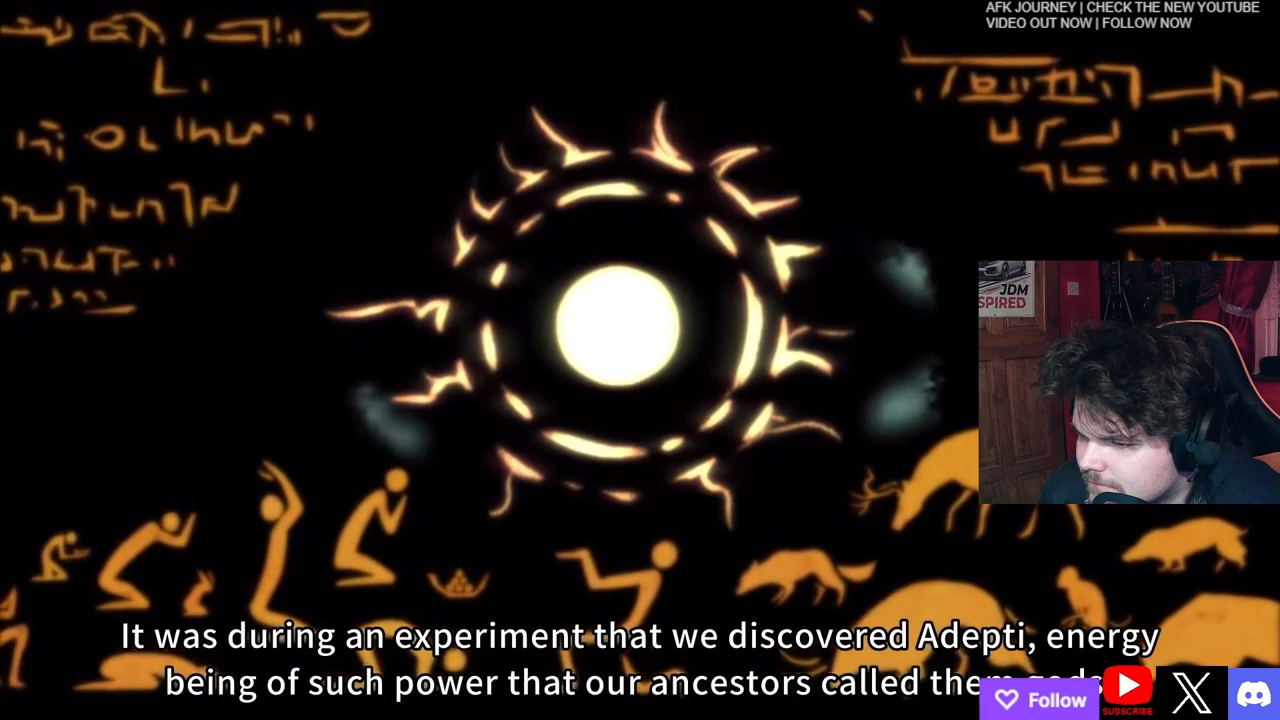 AFK JOURNEY | CHECK THE NEW YOUTUBE
VIDEO OUT NOW | FOLLOW NOW
JDM
SPIRED
It was during an experiment that we discovered Adepti, energy
being of such power that our ancestors called them gods
Follow
SUBSCRIBE